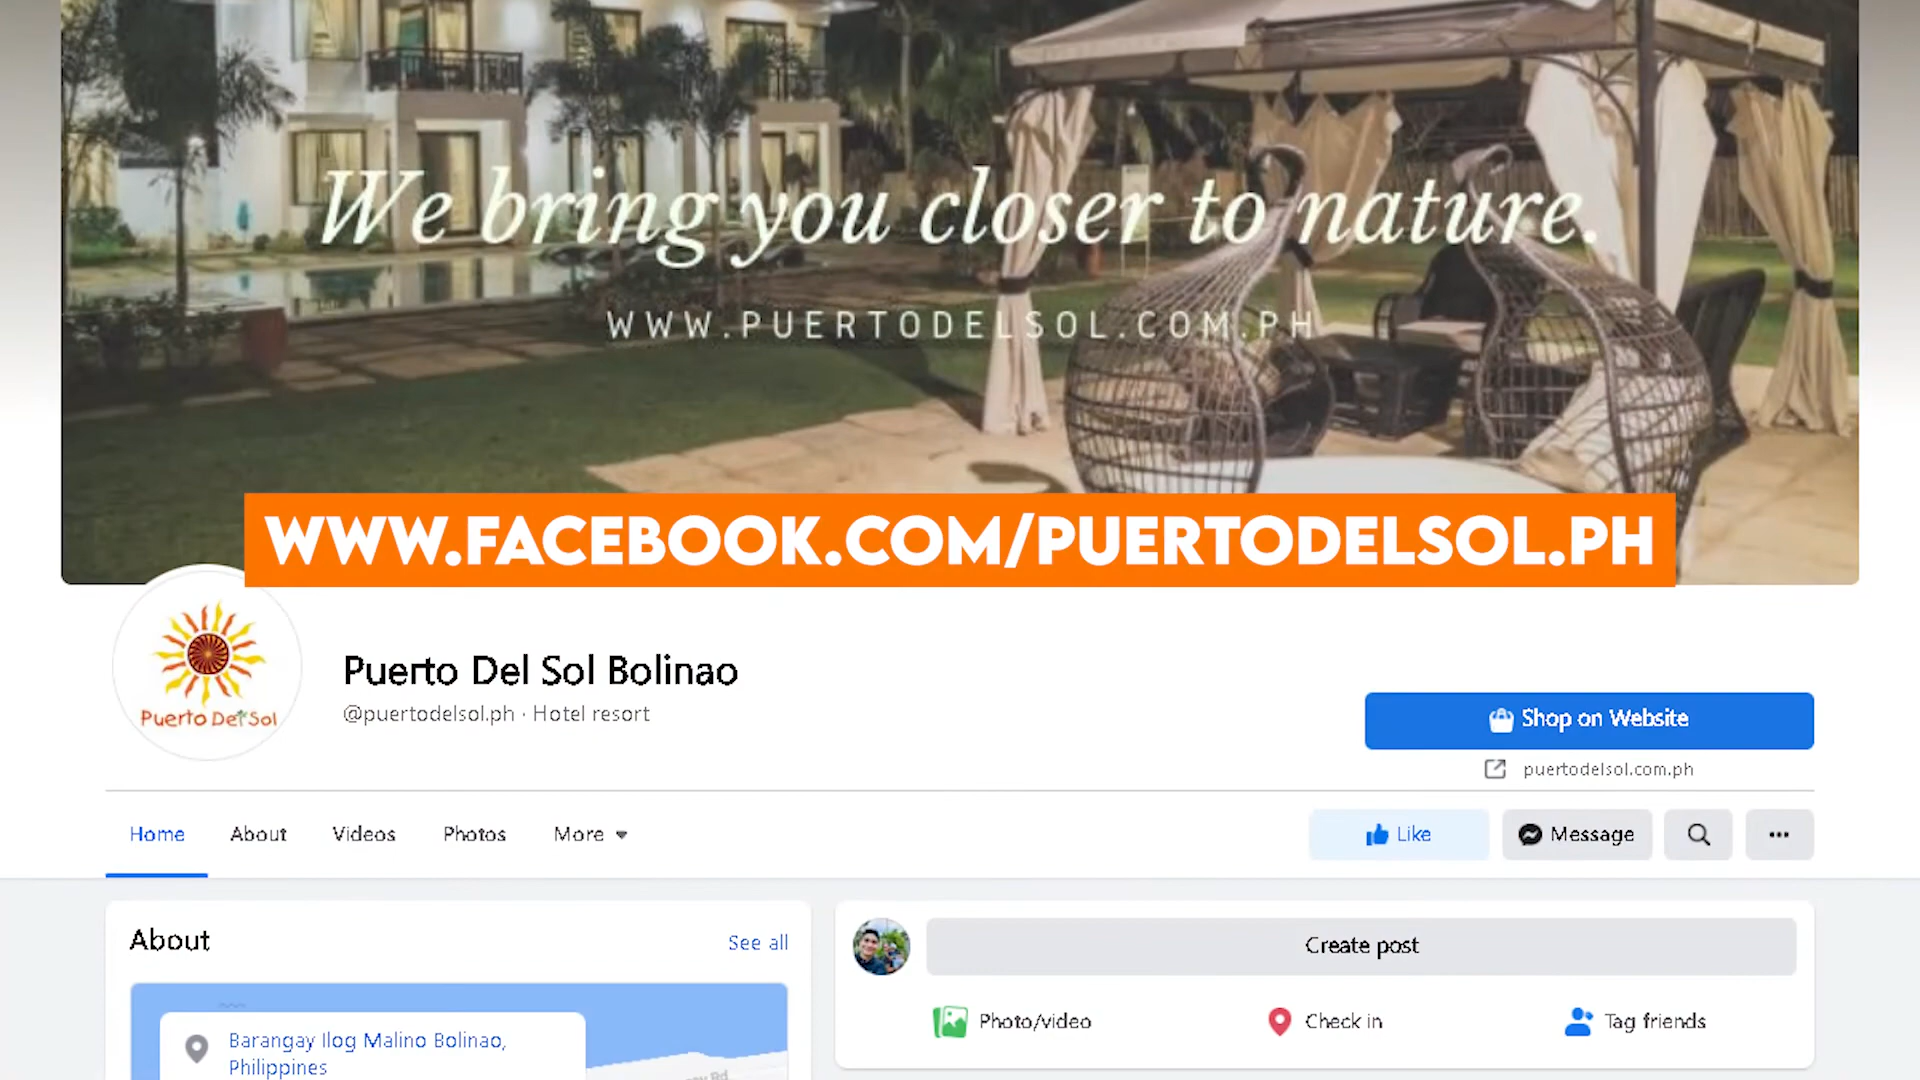 We bring you closer to nature.
WWW.PUERTODELSOL.COM.PH
WWW.FACEBOOK.COM/PUERTODELSOL.PH
Puerto Del Sol
Puerto Del Sol Bolinao
@puertodelsol.ph · Hotel resort
Shop on Website
puertodelsol.com.ph
Home About Videos Photos More
Like Message
About See all
Create post
Photo/video Check in Tag friends
Barangay Ilog Malino Bolinao,
Philippines
Rd